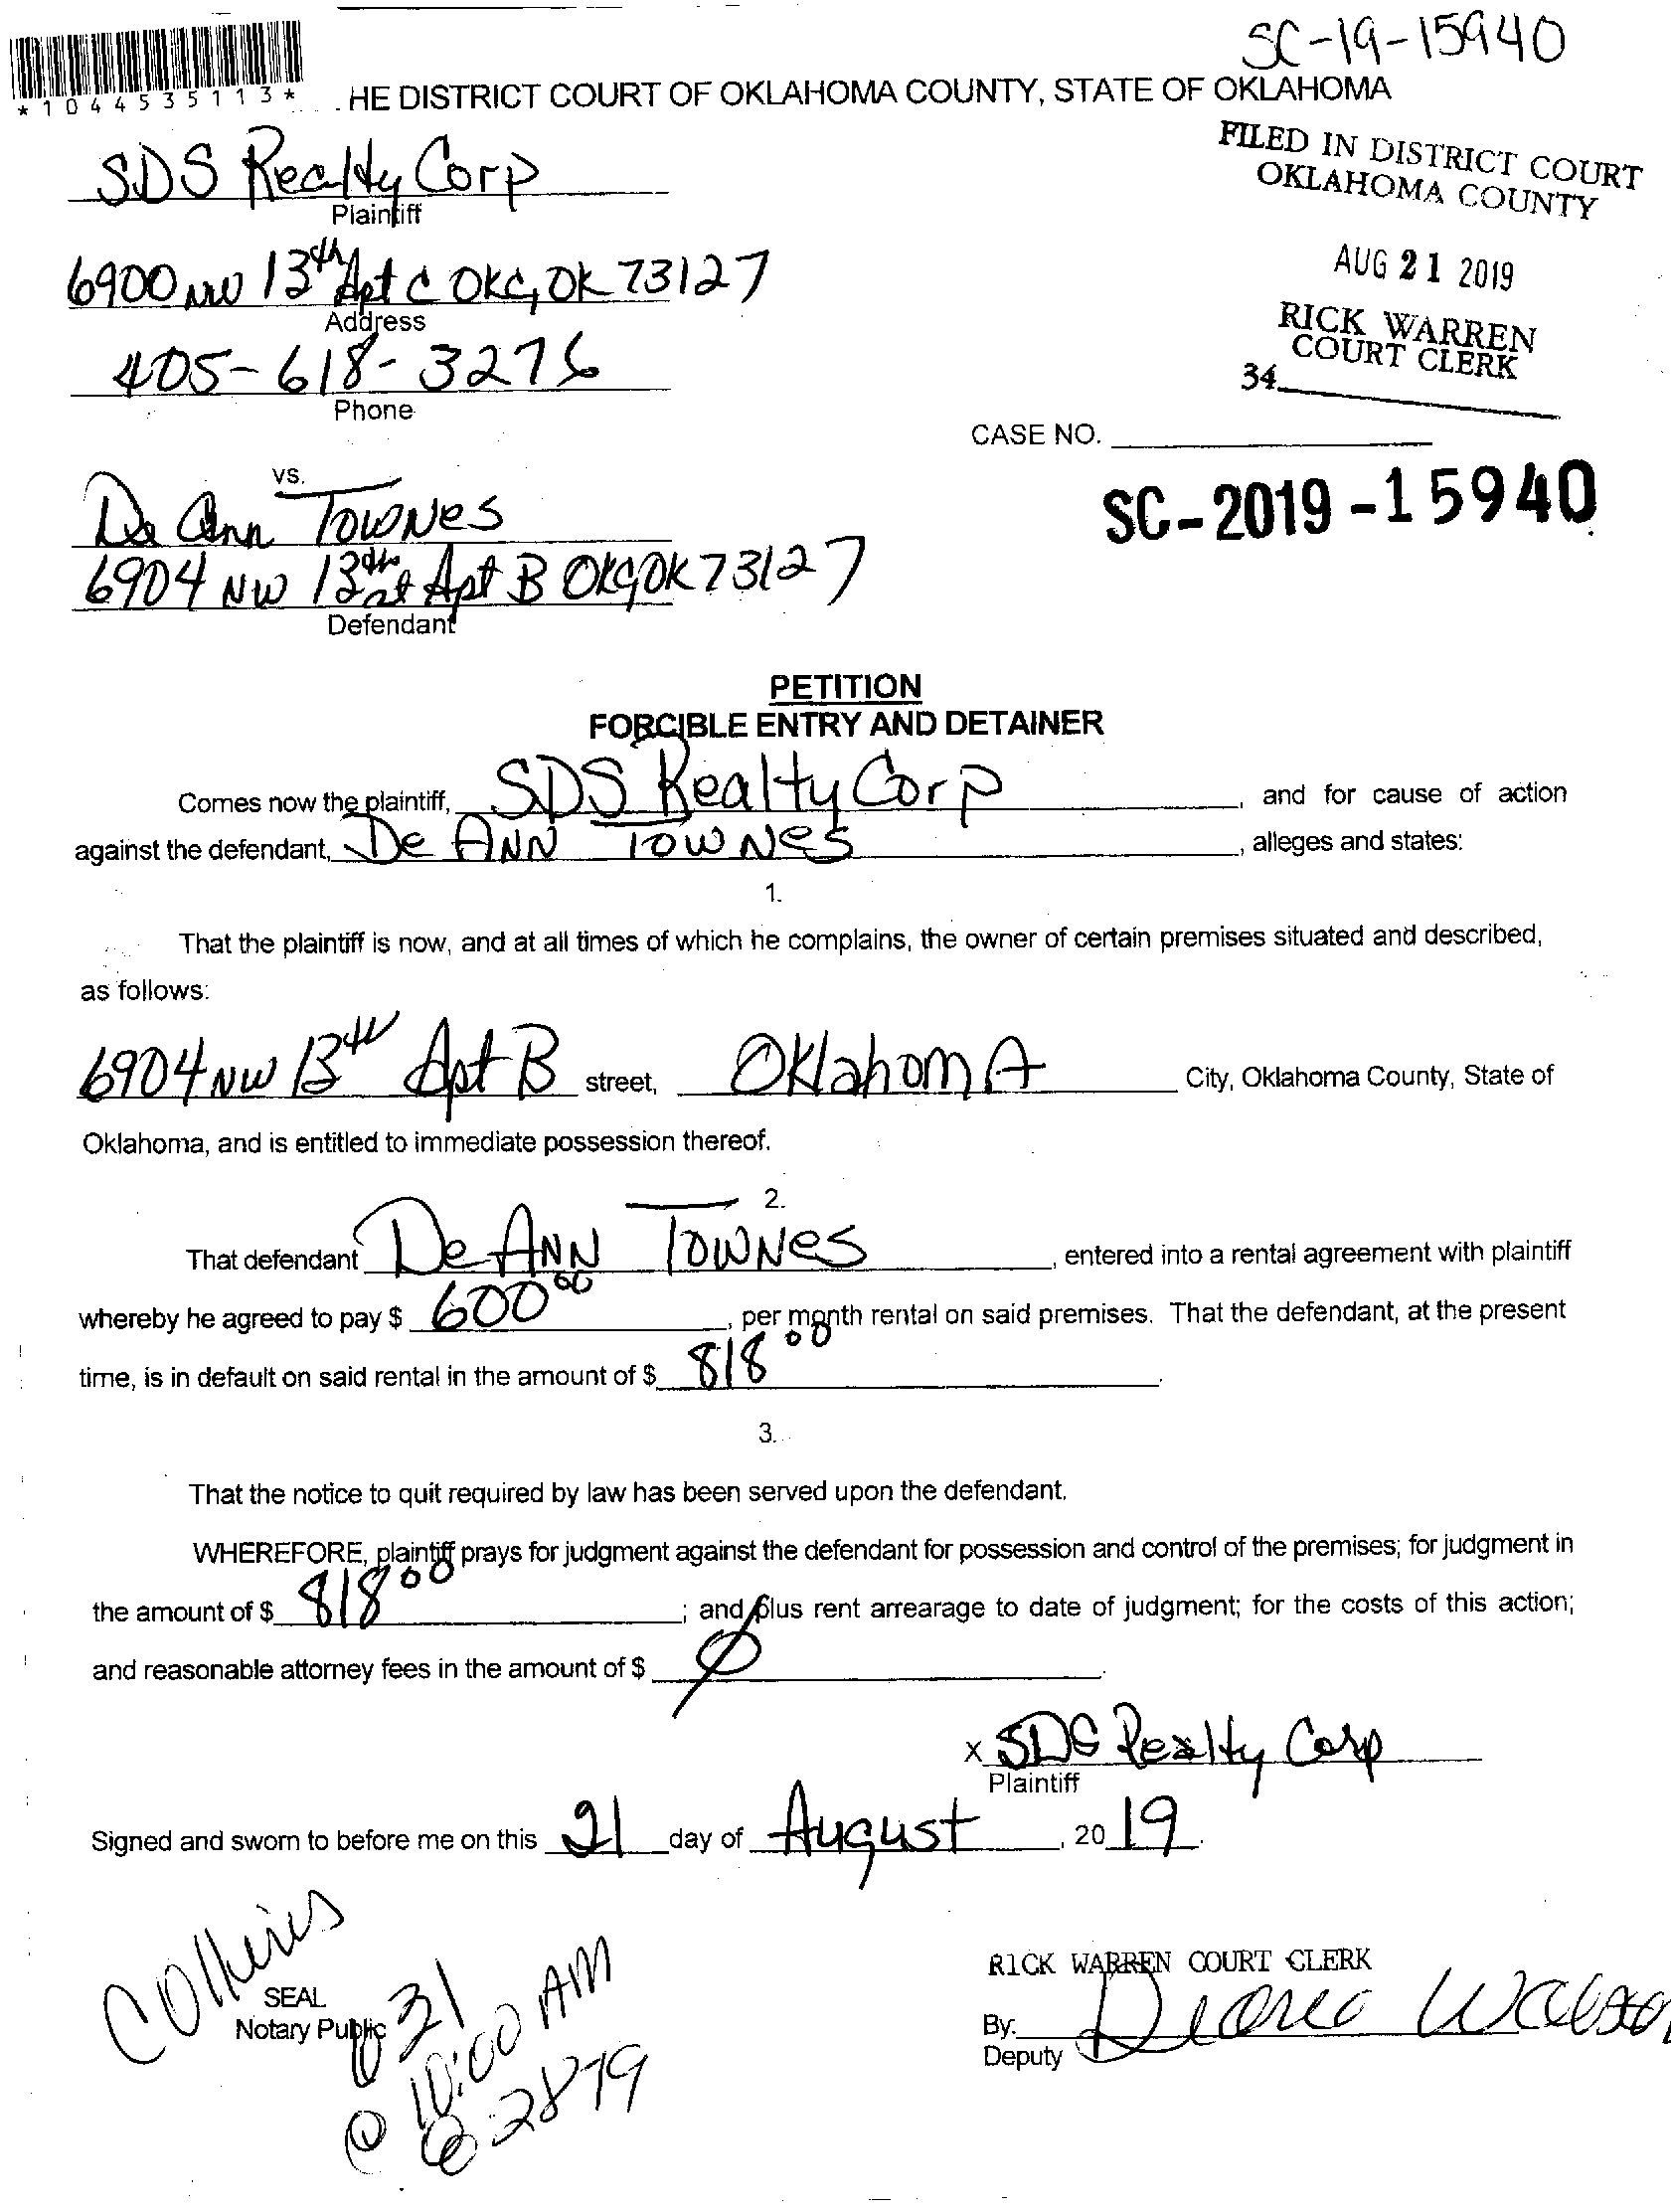 SC-19-15940
*1044535113*
HE DISTRICT COURT OF OKLAHOMA COUNTY, STATE OF OKLAHOMA
FILED IN DISTRICT COURT
OKLAHOMA COUNTY
SDS Realty Corp
Plaintiff
AUG 21 2019
6900 NW 13th Apt C OKC, OK 73127
Address
RICK WARREN
COURT CLERK
34
405-618-3276
Phone
CASE NO.
vs.
SC-2019-15940
De Ann Townes
6904 NW 13th st Apt B OKC OK 73127
Defendant
PETITION
FORCIBLE ENTRY AND DETAINER
Comes now the plaintiff, SDS Realty Corp, and for cause of action
against the defendant, De ANN TOWNes, alleges and states:
1.
That the plaintiff is now, and at all times of which he complains, the owner of certain premises situated and described,
as follows:
6904 NW 13th Apt B street, OklahomA City, Oklahoma County, State of
Oklahoma, and is entitled to immediate possession thereof.
2.
That defendant De ANN TOWNes, entered into a rental agreement with plaintiff
whereby he agreed to pay $ 600 00, per month rental on said premises. That the defendant, at the present
time, is in default on said rental in the amount of $ 818 00.
3.
That the notice to quit required by law has been served upon the defendant.
WHEREFORE, plaintiff prays for judgment against the defendant for possession and control of the premises; for judgment in
the amount of $ 818 00; and plus rent arrearage to date of judgment; for the costs of this action;
and reasonable attorney fees in the amount of $ Ø.
x SDS Realty Corp
Plaintiff
Signed and sworn to before me on this 21 day of August, 2019.
SEAL
Notary Public
@ 10:00 AM
RICK WARREN COURT CLERK
By:
Deputy